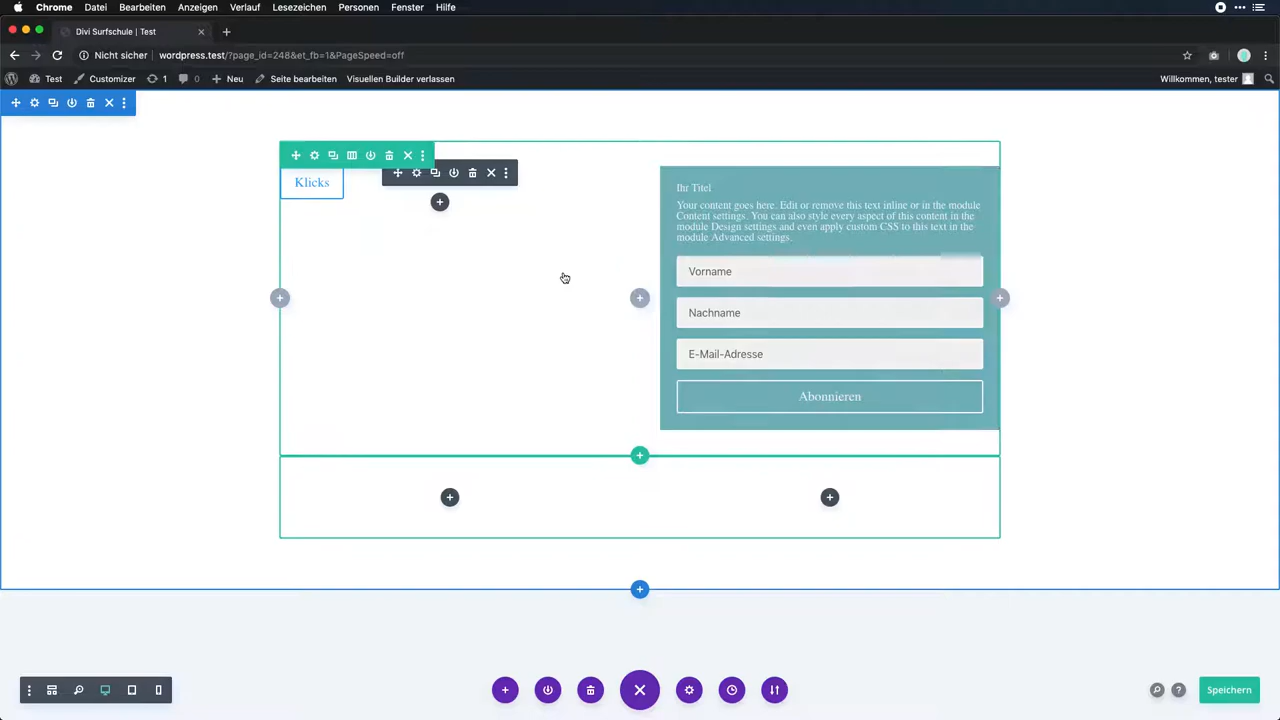 Chrome Datei Bearbeiten Anzeigen Verlauf Lesezeichen Personen Fenster Hilfe
Divi Surfschule | Test
Nicht sicher wordpress.test/?page_id=248&et_fb=1&PageSpeed=off
Test Customizer 1 0 Neu Seite bearbeiten Visuellen Builder verlassen Willkommen, tester
Klicks
Ihr Titel
Your content goes here. Edit or remove this text inline or in the module
Content settings. You can also style every aspect of this content in the
module Design settings and even apply custom CSS to this text in the
module Advanced settings.
Vorname
Nachname
E-Mail-Adresse
Abonnieren
Speichern